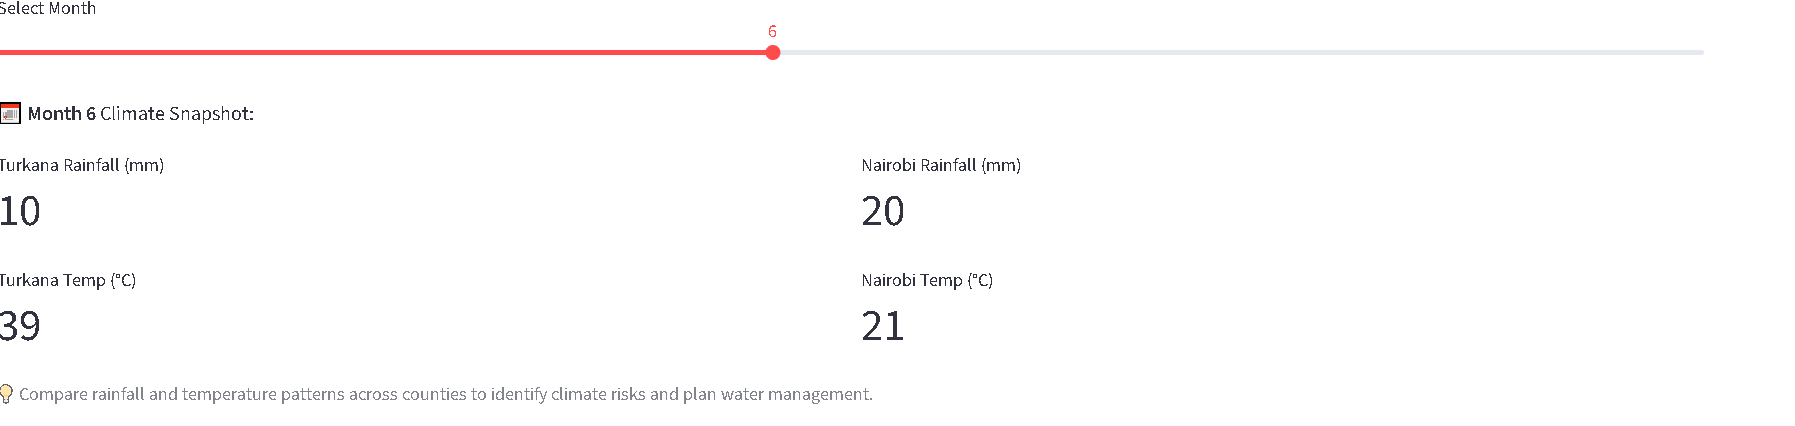 Select Month
6
Month 6 Climate Snapshot:
Turkana Rainfall (mm)
Nairobi Rainfall (mm)
10
20
Turkana Temp (°C)
Nairobi Temp (°C)
39
21
Compare rainfall and temperature patterns across counties to identify climate risks and plan water management.